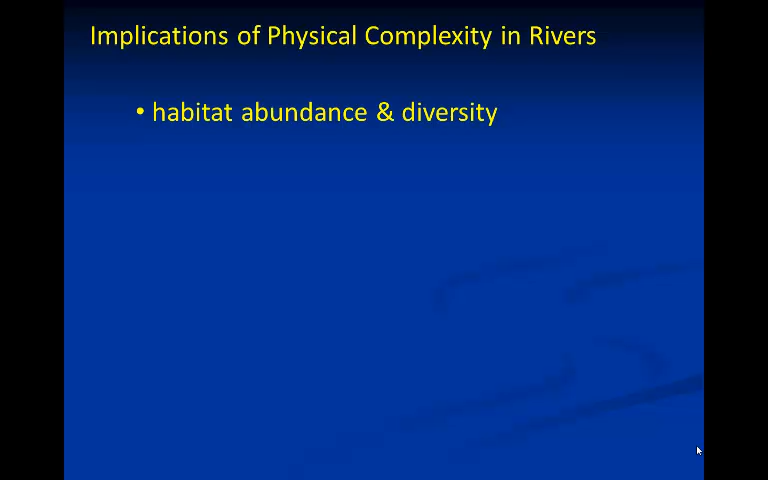 Implications of Physical Complexity in Rivers
• habitat abundance & diversity